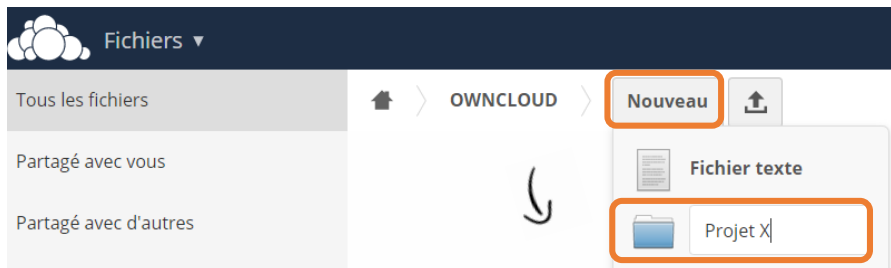 Fichiers ▾
Tous les fichiers
OWNCLOUD
Nouveau
Partagé avec vous
Fichier texte
Partagé avec d'autres
Projet X